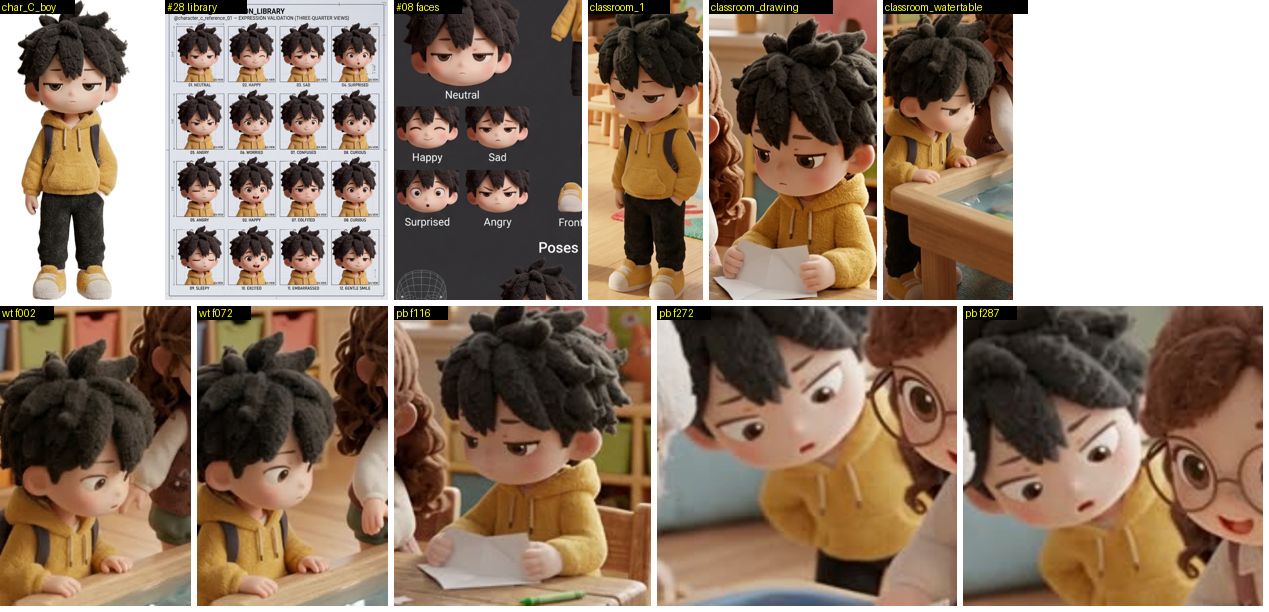 char_C_boy
#28 library
#08 faces
classroom_1
classroom_drawing
classroom_watertable
ON_LIBRARY
@character_c_reference_01 — EXPRESSION VALIDATION (THREE-QUARTER VIEWS)
01. NEUTRAL
02. HAPPY
03. SAD
04. SURPRISED
05. ANGRY
06. WORRIED
07. CONFUSED
08. CURIOUS
05. ANGRY
02. HAPPY
08. CURIOUS
09. SLEEPY
10. EXCITED
11. EMBARRASSED
12. GENTLE SMILE
Neutral
Happy
Sad
Surprised
Angry
Front
Poses
wt f002
wt f072
pb f116
pb f272
pb f287